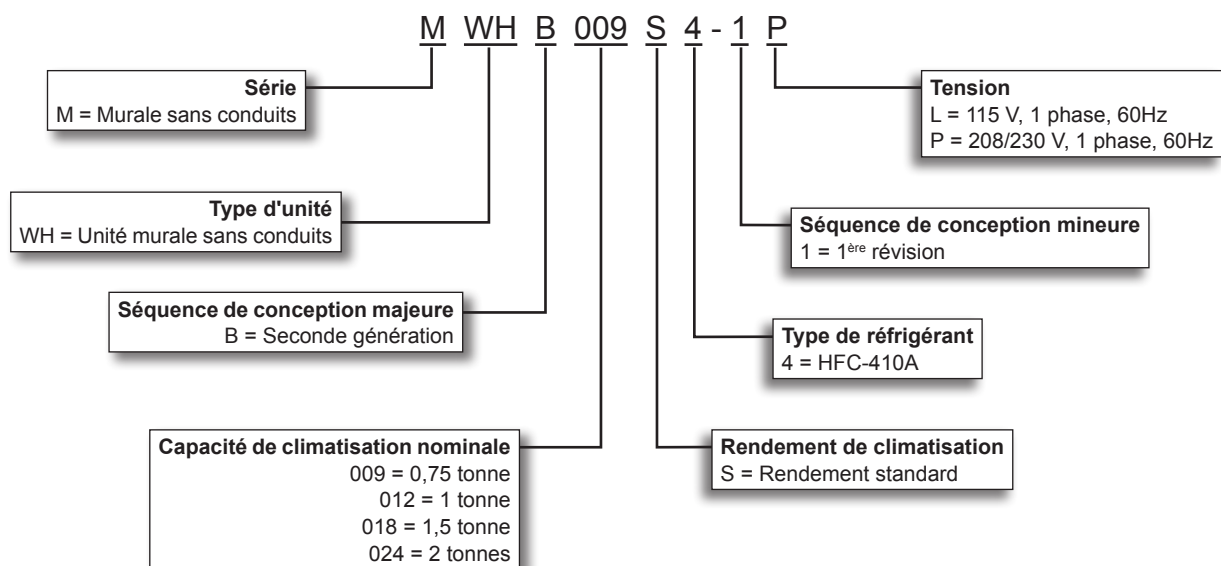 M WH B 009 S 4 - 1 P
Série
M = Murale sans conduits
Tension
L = 115 V, 1 phase, 60Hz
P = 208/230 V, 1 phase, 60Hz
Type d'unité
WH = Unité murale sans conduits
Séquence de conception mineure
1 = 1ère révision
Séquence de conception majeure
B = Seconde génération
Type de réfrigérant
4 = HFC-410A
Capacité de climatisation nominale
009 = 0,75 tonne
012 = 1 tonne
018 = 1,5 tonne
024 = 2 tonnes
Rendement de climatisation
S = Rendement standard